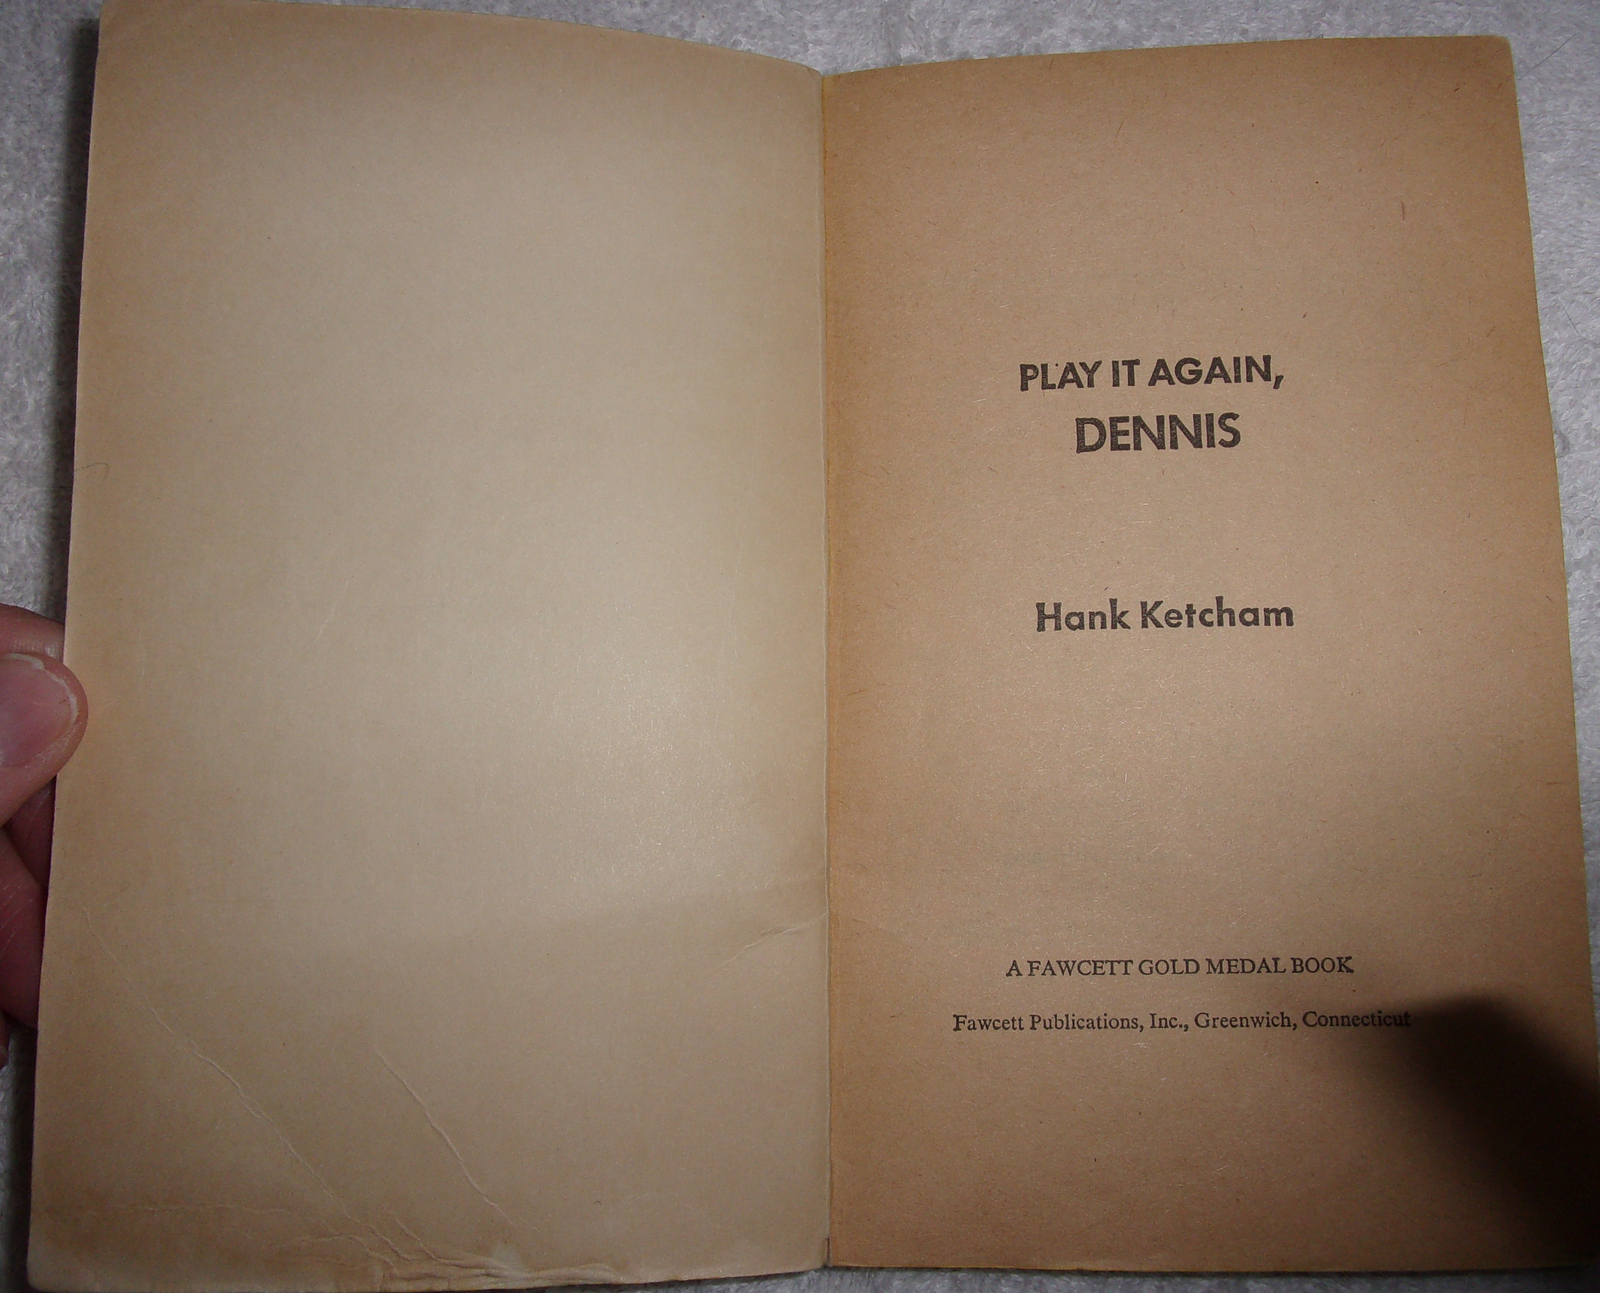 PLAY IT AGAIN,
DENNIS
Hank Ketcham
A FAWCETT GOLD MEDAL BOOK
Fawcett Publications, Inc., Greenwich, Connecticut